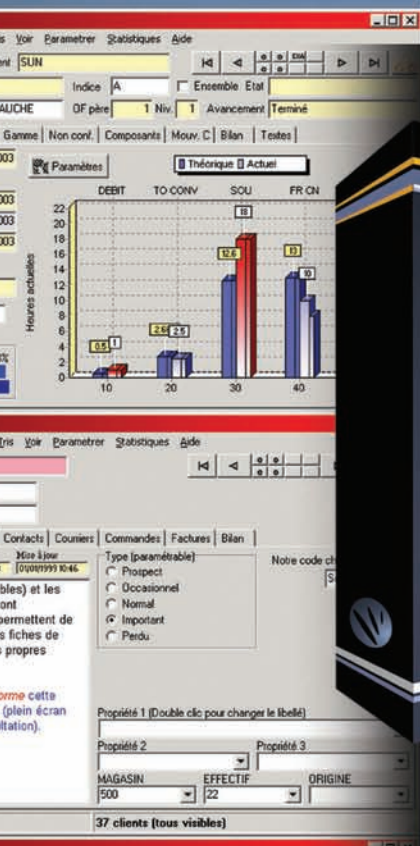 Voir Parametrer Statistiques Aide
ent SUN
Indice A Ensemble Etat
AUCHE OF père 1 Niv. 1 Avancement Terminé
Gamme Non conf. Composants Mouv. C Bilan Textes
003
Paramètres
Théorique Actuel
003
003
003
DEBIT TO CONV SOU FR CN
22
20
18
16
14
12
10
8
6
4
2
0
Heures actuelles
0.5 1 2.6 2.5 12.6 18 13 10
10 20 30 40
Tris Voir Parametrer Statistiques Aide
Contacts Courriers Commandes Factures Bilan
Mise à jour
01/01/1999 10:46
Type (paramétrable)
Prospect
Occasionnel
Normal
Important
Perdu
Notre code
bles) et les
ont
permettent de
s fiches de
s propres
orme cette
(plein écran
ltation).
Propriété 1 (Double clic pour changer le libellé)
Propriété 2 Propriété 3
MAGASIN EFFECTIF ORIGINE
500 22
37 clients (tous visibles)